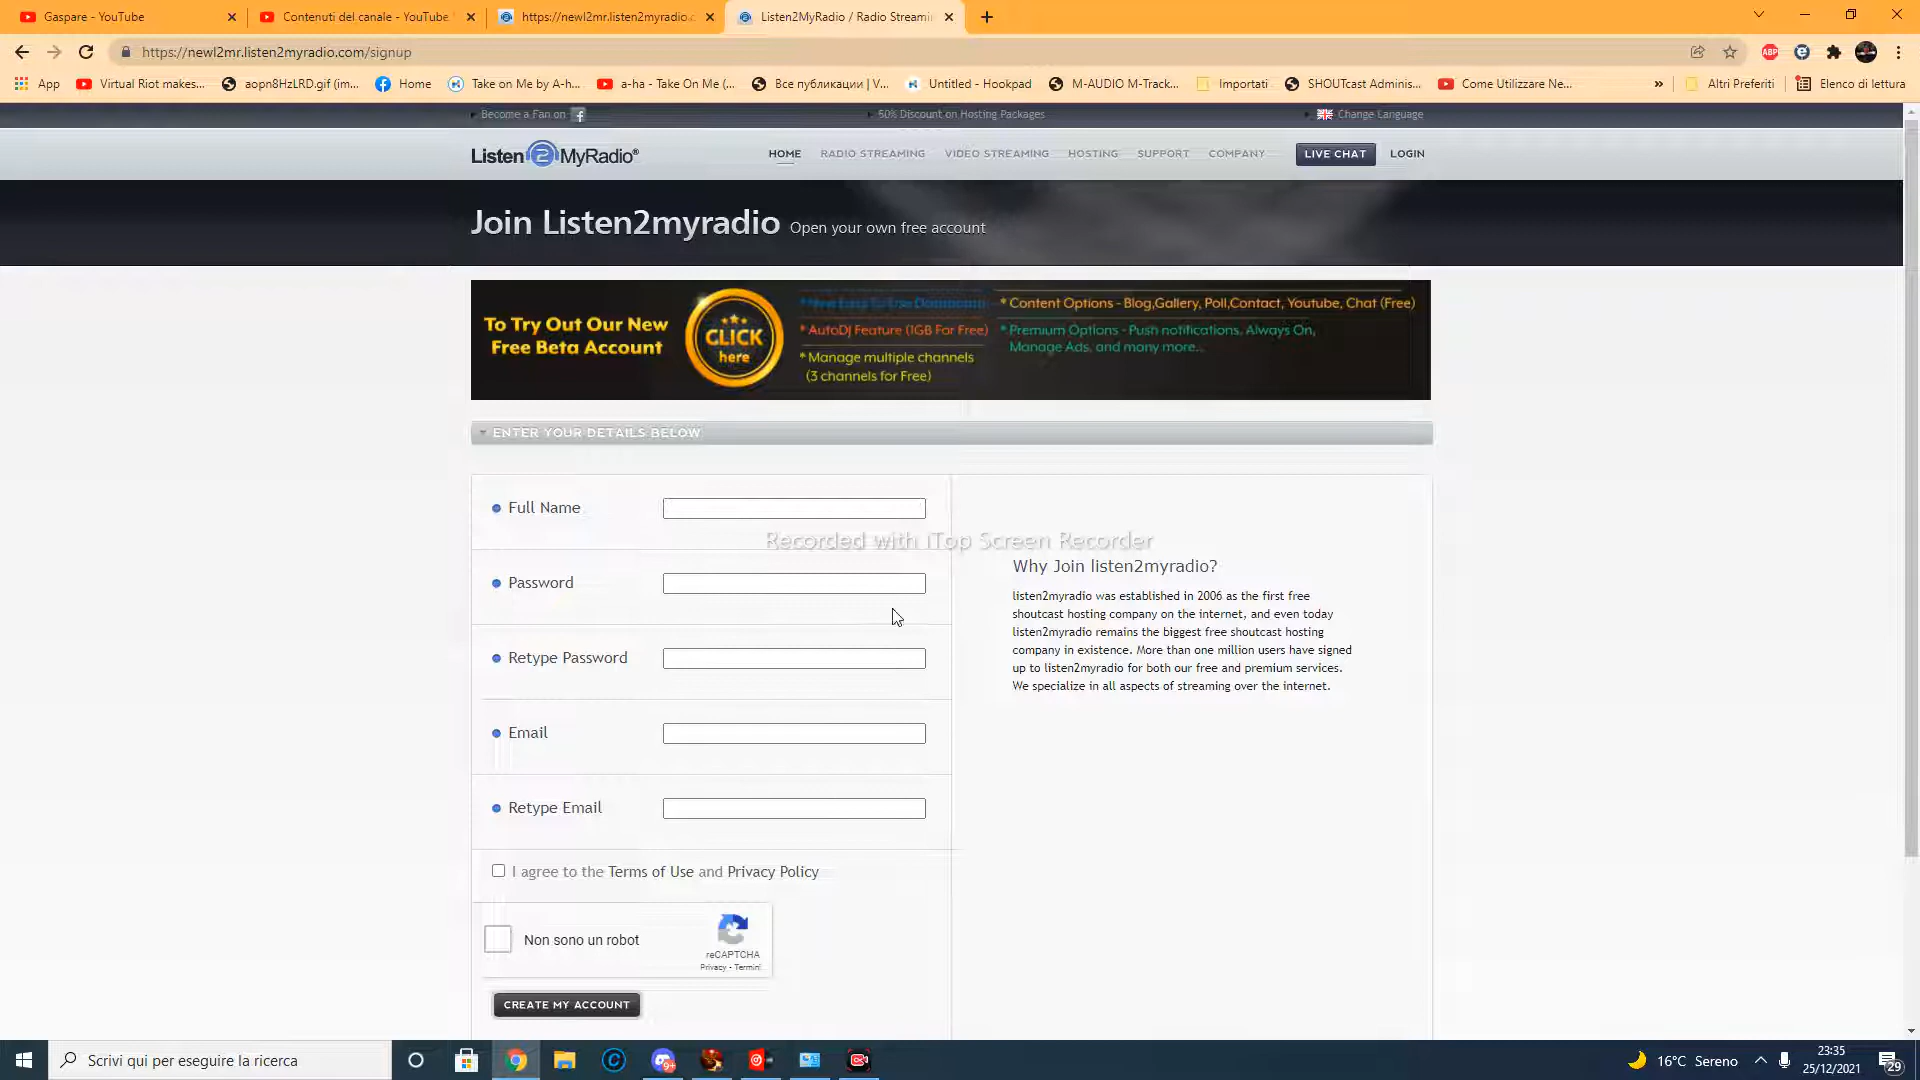 Gaspare - YouTube
Contenuti del canale - YouTube
https://newl2mr.listen2myradio.c
Listen2MyRadio / Radio Streami
https://newl2mr.listen2myradio.com/signup
App
Virtual Riot makes...
aopn8HzLRD.gif (im...
Home
Take on Me by A-h...
a-ha - Take On Me (...
Все публикации | V...
Untitled - Hookpad
M-AUDIO M-Track...
Importati
SHOUTcast Adminis...
Come Utilizzare Ne...
»
Altri Preferiti
Elenco di lettura
Become a Fan on
50% Discount on Hosting Packages
Change Language
Listen2MyRadio®
HOME
RADIO STREAMING
VIDEO STREAMING
HOSTING
SUPPORT
COMPANY
LIVE CHAT
LOGIN
Join Listen2myradio Open your own free account
To Try Out Our New
Free Beta Account
CLICK
here
* AutoDJ Feature (1GB For Free)
* Manage multiple channels
(3 channels for Free)
* Content Options - Blog,Gallery, Poll,Contact, Youtube, Chat (Free)
* Premium Options - Push notifications, Always On,
Manage Ads, and many more..
ENTER YOUR DETAILS BELOW
Full Name
Password
Retype Password
Email
Retype Email
I agree to the Terms of Use and Privacy Policy
Non sono un robot
reCAPTCHA
Privacy - Termini
CREATE MY ACCOUNT
Recorded with iTop Screen Recorder
Why Join listen2myradio?
listen2myradio was established in 2006 as the first free
shoutcast hosting company on the internet, and even today
listen2myradio remains the biggest free shoutcast hosting
company in existence. More than one million users have signed
up to listen2myradio for both our free and premium services.
We specialize in all aspects of streaming over the internet.
Scrivi qui per eseguire la ricerca
16°C Sereno
23:35
25/12/2021
29
ABP
9+